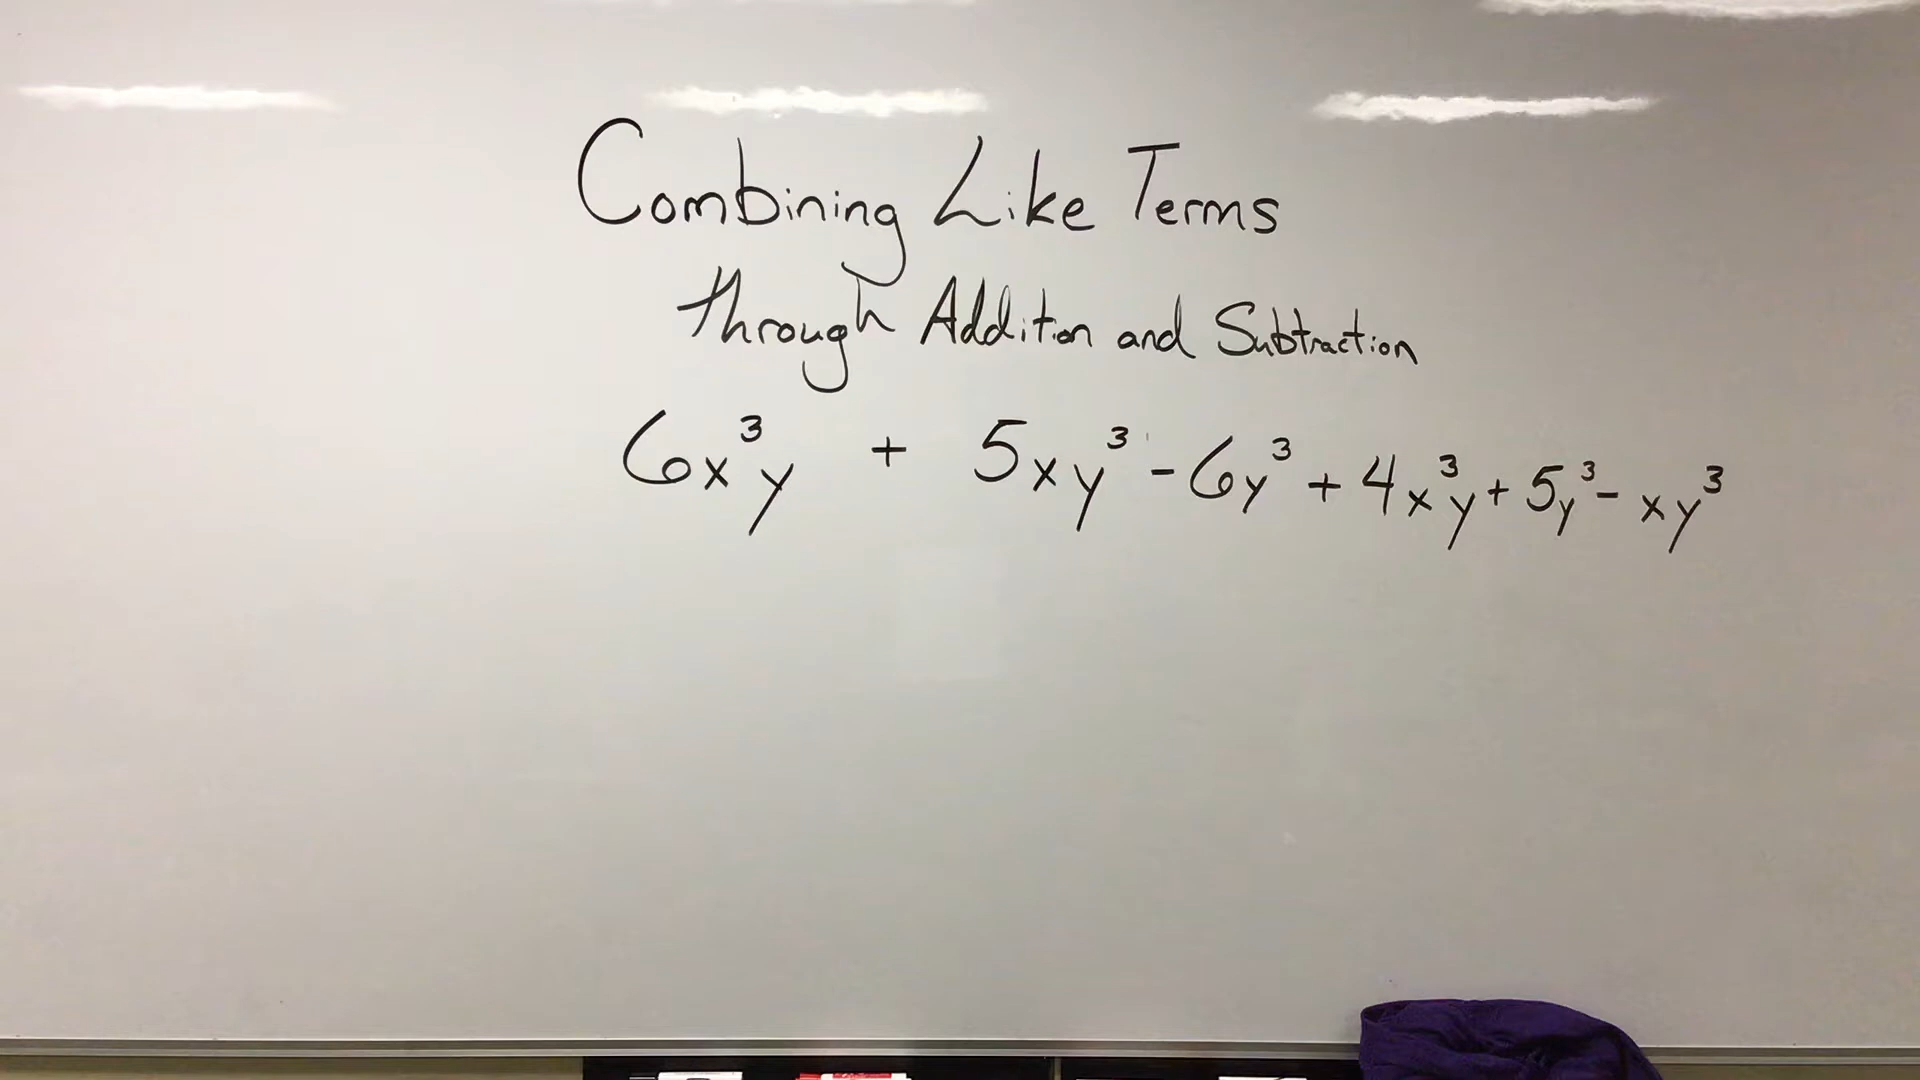 Combining Like Terms
through Addition and Subtraction
6x³y + 5xy³ - 6y³ + 4x³y + 5y³ - xy³